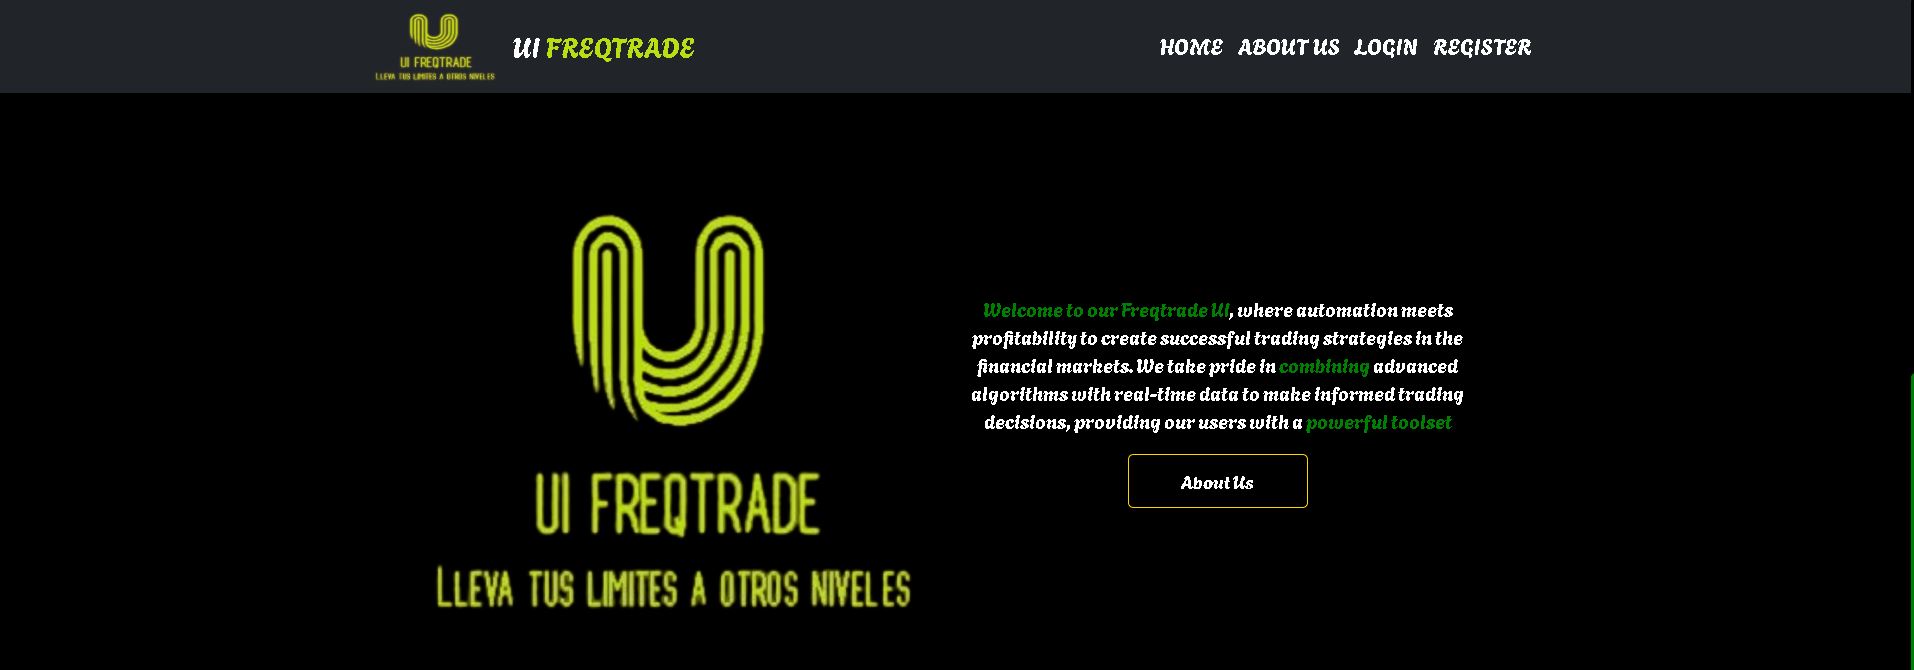 UI FREQTRADE
LLEVA TUS LIMITES A OTROS NIVELES
UI FREQTRADE
HOME ABOUT US LOGIN REGISTER
UI FREQTRADE
LLEVA TUS LIMITES A OTROS NIVELES
Welcome to our Freqtrade UI, where automation meets
profitability to create successful trading strategies in the
financial markets. We take pride in combining advanced
algorithms with real-time data to make informed trading
decisions, providing our users with a powerful toolset
About Us